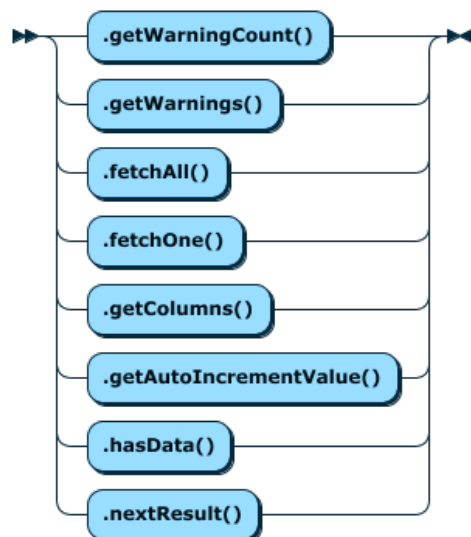 .getWarningCount()
.getWarnings()
.fetchAll()
.fetchOne()
.getColumns()
.getAutoIncrementValue()
.hasData()
.nextResult()